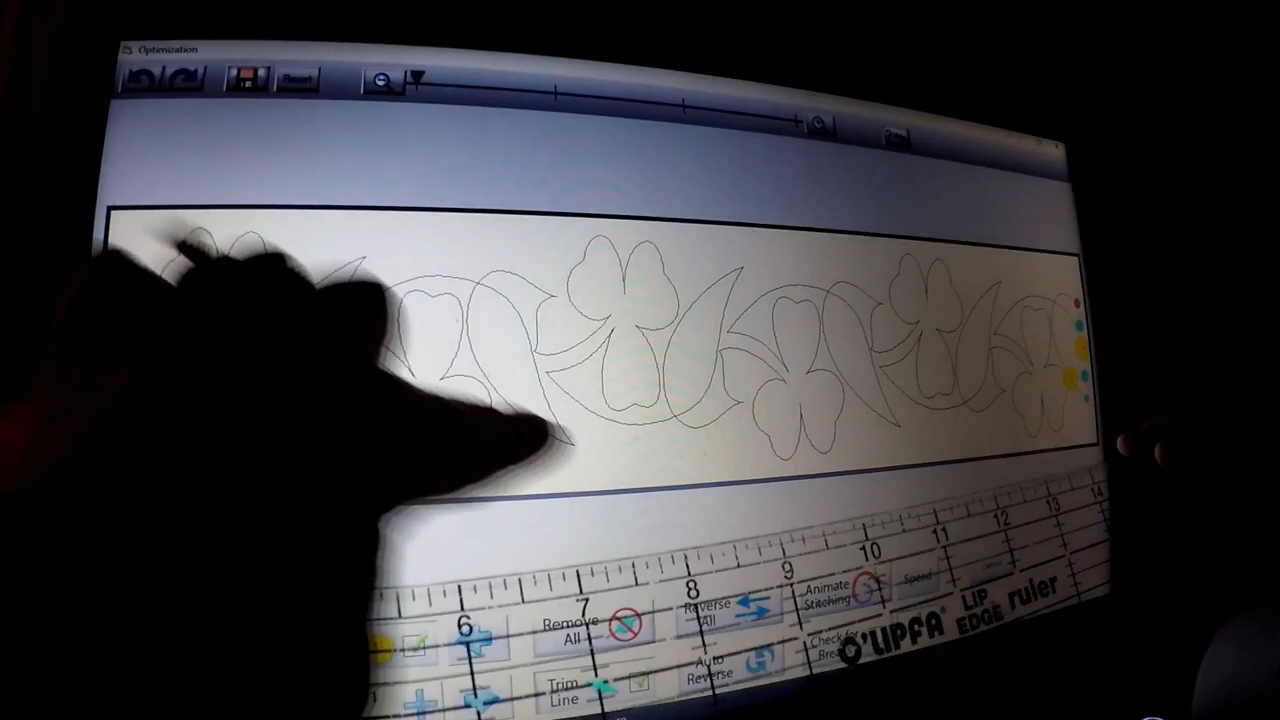 Optimization
Reset
6 7 8 9 10 11 12 13 14
Remove
All
Reverse
All
Animate
Stitching
Speed
Trim
Line
Auto
Reverse
Check for
O'LIPFA®
LIP
EDGE
ruler